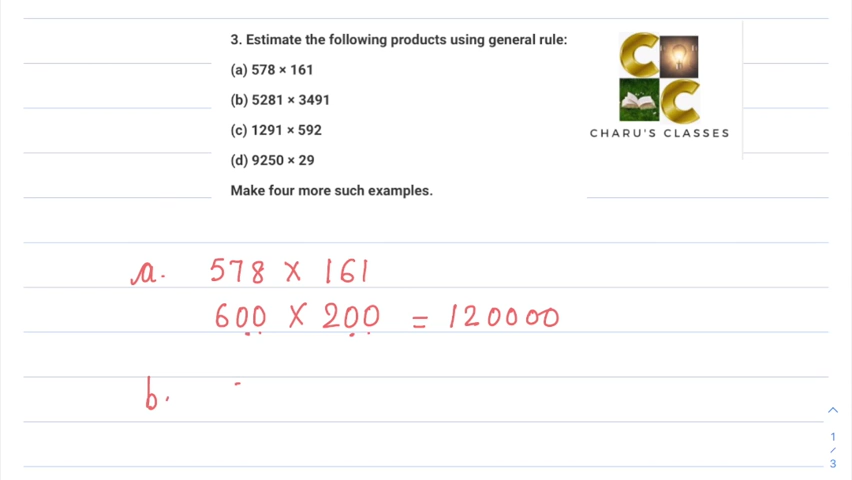 3. Estimate the following products using general rule:
(a) 578 × 161
(b) 5281 × 3491
(c) 1291 × 592
(d) 9250 × 29
Make four more such examples.
CHARU'S CLASSES
a. 578 × 161
600 × 200 = 120000
b.
1
/
3